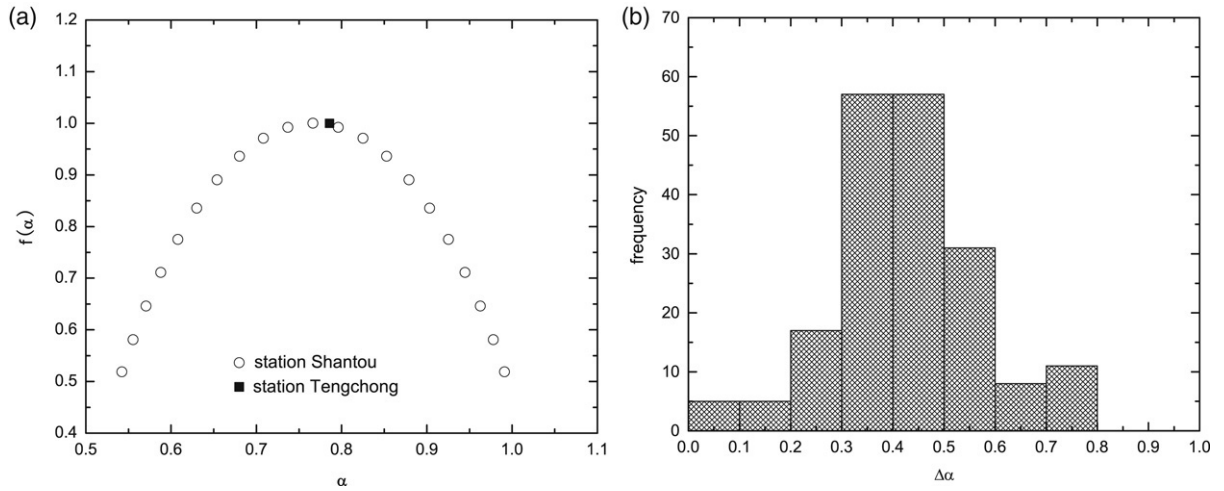 (a)
1.2
1.1
1.0
0.9
0.8
0.7
0.6
0.5
0.4
f(α)
○ station Shantou
■ station Tengchong
0.5 0.6 0.7 0.8 0.9 1.0 1.1
α
(b)
70
60
50
40
30
20
10
0
frequency
0.0 0.1 0.2 0.3 0.4 0.5 0.6 0.7 0.8 0.9 1.0
Δα